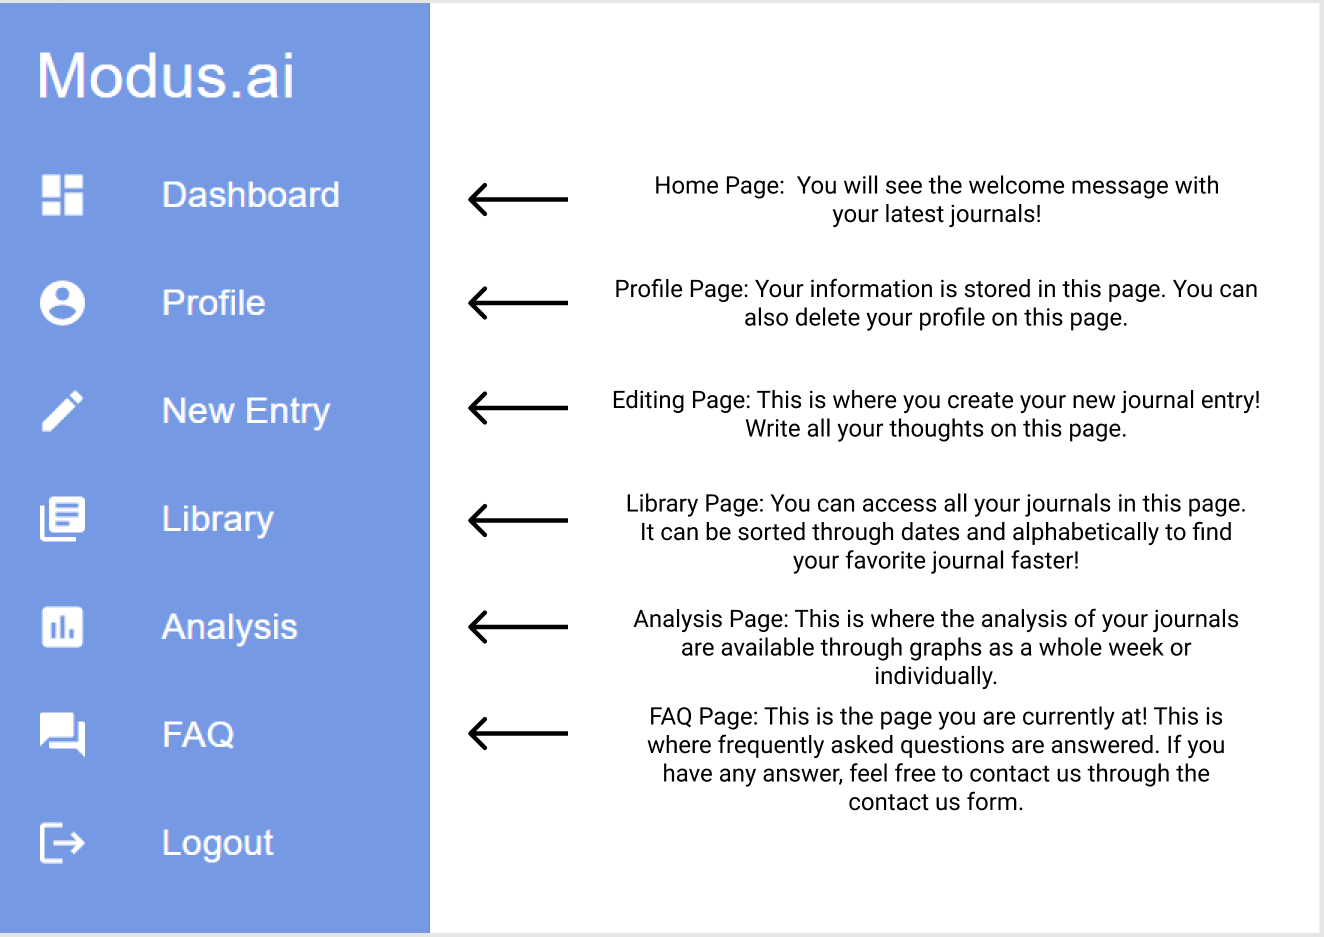 Modus.ai
Dashboard
Home Page:  You will see the welcome message with
your latest journals!
Profile
Profile Page: Your information is stored in this page. You can
also delete your profile on this page.
New Entry
Editing Page: This is where you create your new journal entry!
Write all your thoughts on this page.
Library
Library Page: You can access all your journals in this page.
It can be sorted through dates and alphabetically to find
your favorite journal faster!
Analysis
Analysis Page: This is where the analysis of your journals
are available through graphs as a whole week or
individually.
FAQ
FAQ Page: This is the page you are currently at! This is
where frequently asked questions are answered. If you
have any answer, feel free to contact us through the
contact us form.
Logout